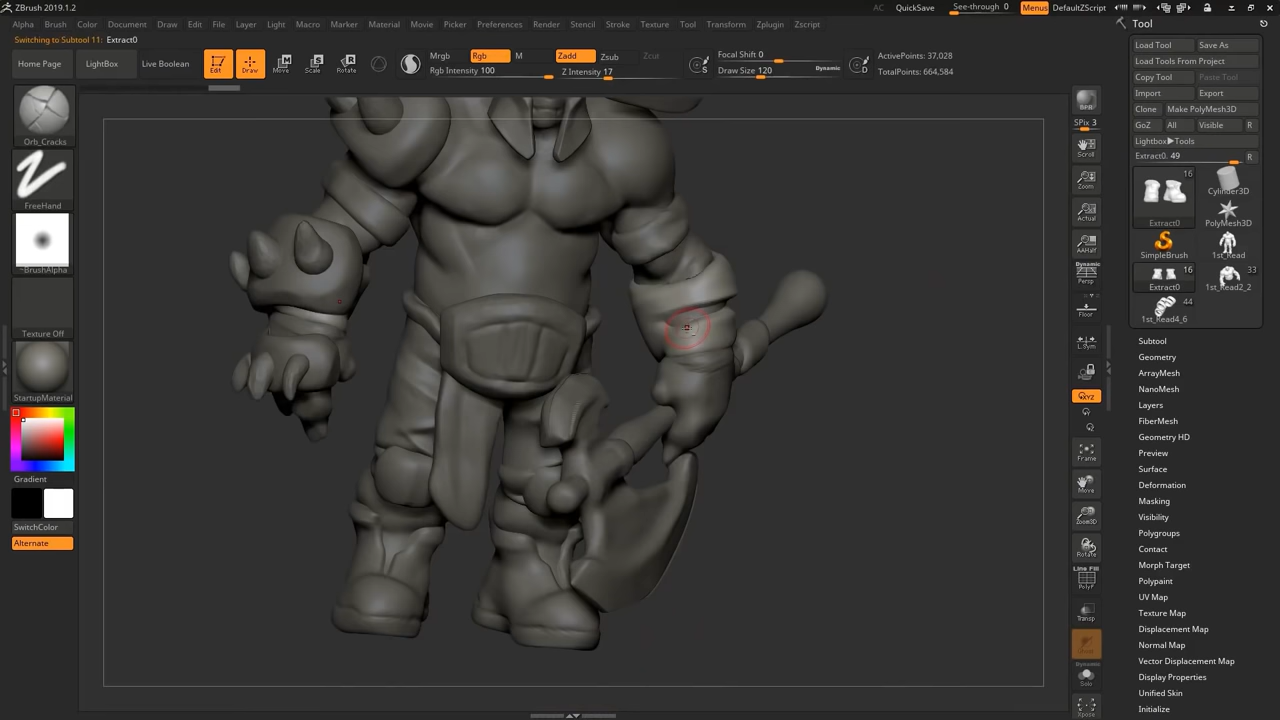 ZBrush 2019.1.2
AC QuickSave See-through 0 Menus DefaultZScript
Alpha Brush Color Document Draw Edit File Layer Light Macro Marker Material Movie Picker Preferences Render Stencil Stroke Texture Tool Transform Zplugin Zscript
Switching to Subtool 11: Extract0
Home Page LightBox Live Boolean Edit Draw Move Scale Rotate
Mrgb Rgb M Zadd Zsub Zcut
Rgb Intensity 100 Z Intensity 17
Focal Shift 0
Draw Size 120 Dynamic
S D
ActivePoints: 37,028
TotalPoints: 664,584
Orb_Cracks
FreeHand
~BrushAlpha
Texture Off
StartupMaterial
Gradient
SwitchColor
Alternate
BPR
SPix 3
Scroll
Zoom
Actual
AAHalf
Dynamic
Persp
Floor
L.Sym
XYZ
Frame
Move
Zoom3D
Rotate
Line Fill
PolyF
Transp
Dynamic
Solo
Xpose
Tool
Load Tool Save As
Load Tools From Project
Copy Tool Paste Tool
Import Export
Clone Make PolyMesh3D
GoZ All Visible R
Lightbox▶Tools
Extract0. 49 R
16
Extract0 Cylinder3D
PolyMesh3D
SimpleBrush 1st_Read
16 33
Extract0 1st_Read2_2
44
1st_Read4_6
Subtool
Geometry
ArrayMesh
NanoMesh
Layers
FiberMesh
Geometry HD
Preview
Surface
Deformation
Masking
Visibility
Polygroups
Contact
Morph Target
Polypaint
UV Map
Texture Map
Displacement Map
Normal Map
Vector Displacement Map
Display Properties
Unified Skin
Initialize